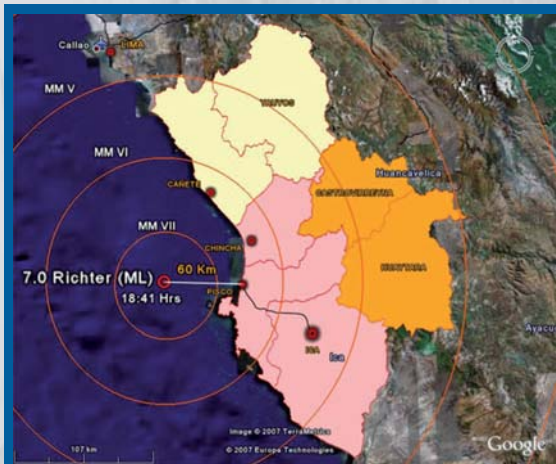 Callao
LIMA
MM V
YAUYOS
MM VI
Huancavelica
CAÑETE
CASTROVIRREYNA
MM VII
CHINCHA
HUAYTARA
7.0 Richter (ML)
60 Km
PISCO
18:41 Hrs
ICA
Ica
Ayacu
Image © 2007 TerraMetrics
107 km
© 2007 Europa Technologies
Google